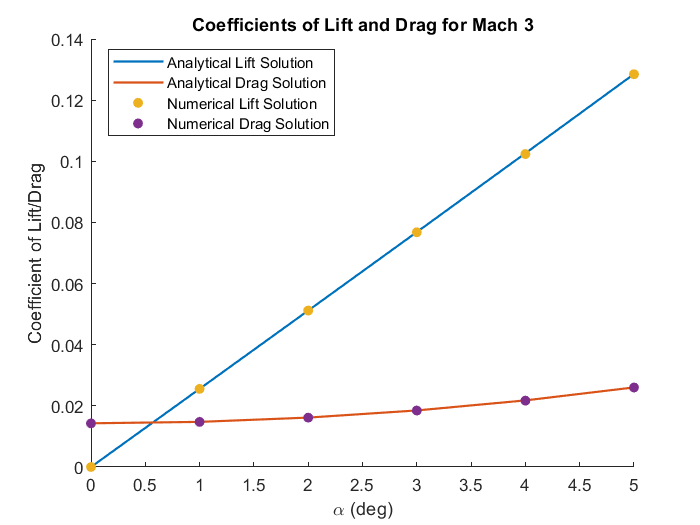 Coefficients of Lift and Drag for Mach 3
Analytical Lift Solution
Analytical Drag Solution
Numerical Lift Solution
Numerical Drag Solution
Coefficient of Lift/Drag
0.14
0.12
0.1
0.08
0.06
0.04
0.02
0
0 0.5 1 1.5 2 2.5 3 3.5 4 4.5 5
α (deg)